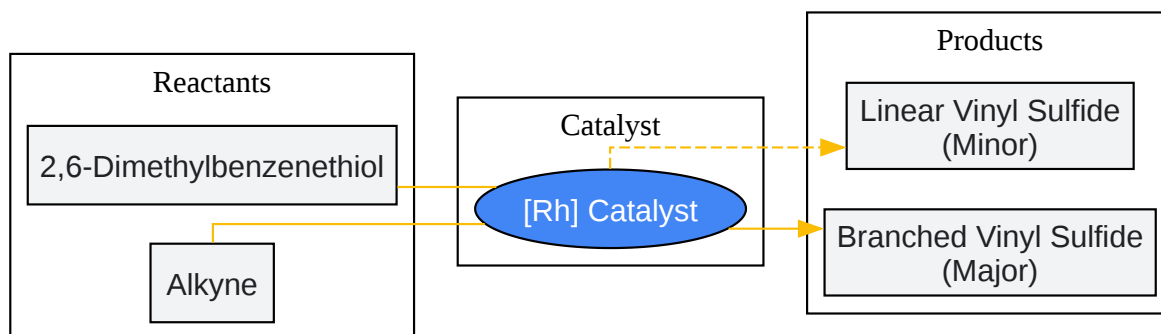 Reactants
2,6-Dimethylbenzenethiol
Alkyne
Catalyst
[Rh] Catalyst
Products
Linear Vinyl Sulfide
(Minor)
Branched Vinyl Sulfide
(Major)